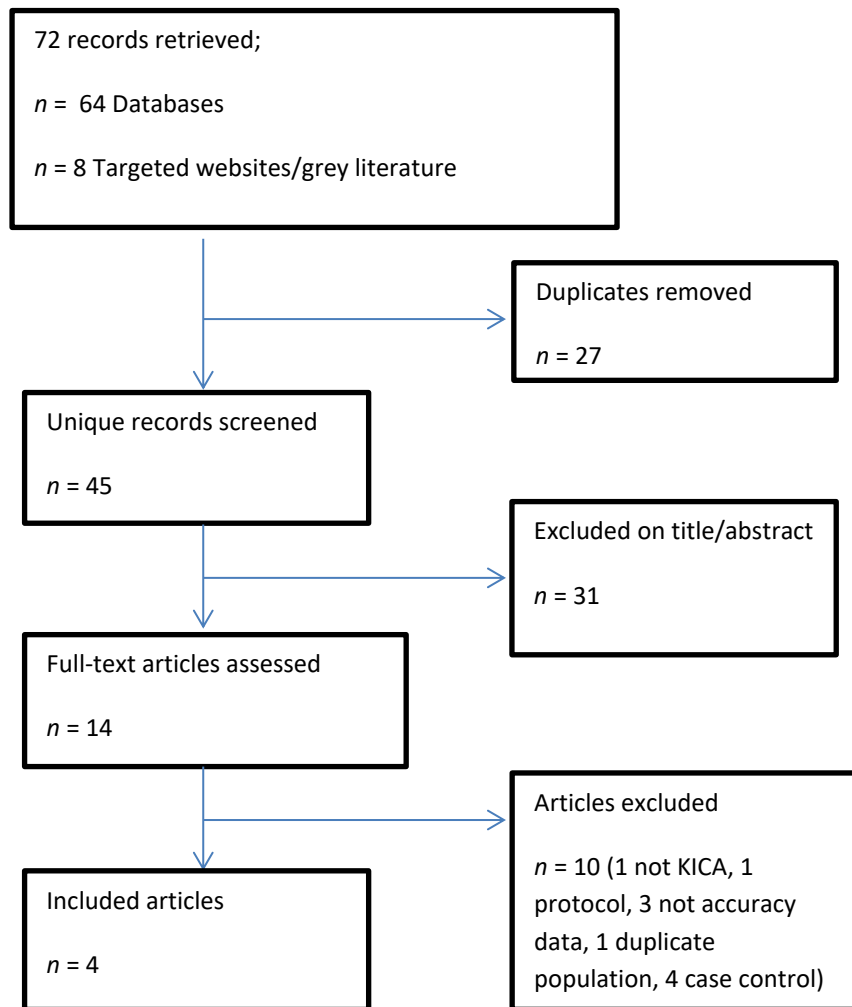 72 records retrieved;
n = 64 Databases
n = 8 Targeted websites/grey literature
Duplicates removed
n = 27
Unique records screened
n = 45
Excluded on title/abstract
n = 31
Full-text articles assessed
n = 14
Articles excluded
n = 10 (1 not KICA, 1
protocol, 3 not accuracy
data, 1 duplicate
population, 4 case control)
Included articles
n = 4